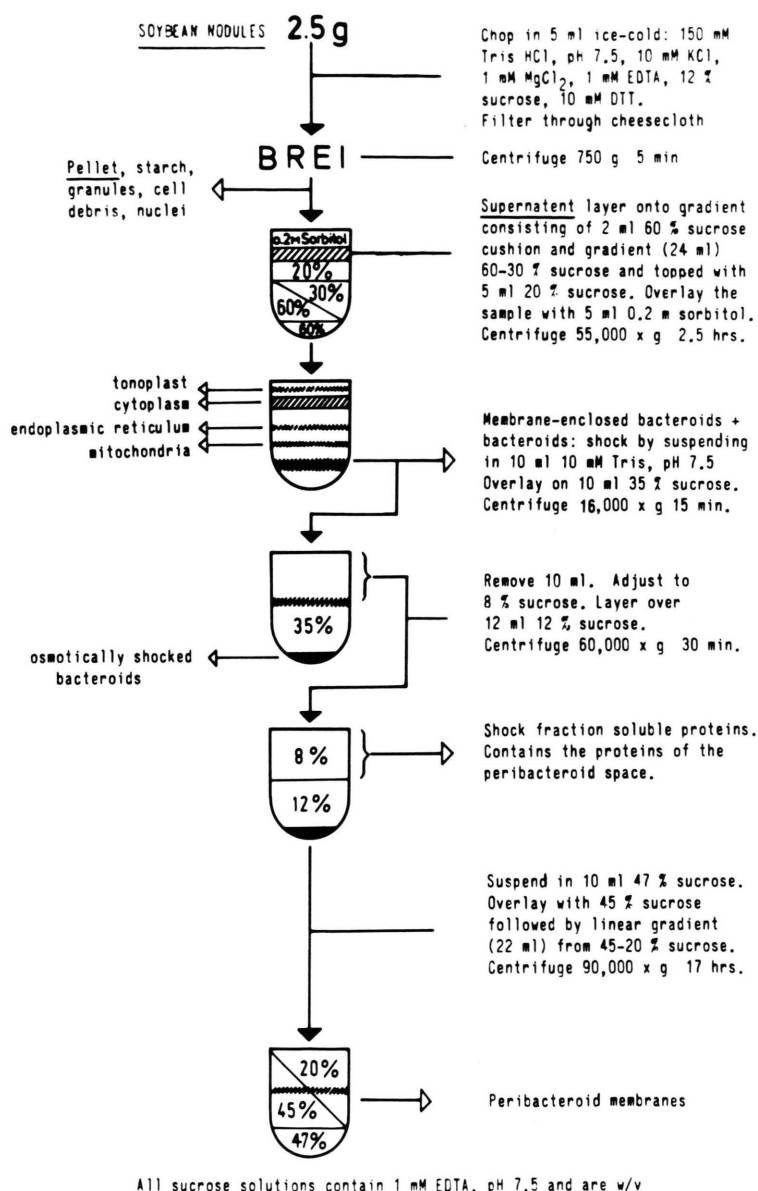 SOYBEAN NODULES 2.5g
Chop in 5 ml ice-cold: 150 mM
Tris HCl, pH 7.5, 10 mM KCl,
1 mM MgCl2, 1 mM EDTA, 12 %
sucrose, 10 mM DTT.
Filter through cheesecloth
BREI
Centrifuge 750 g 5 min
Pellet, starch,
granules, cell
debris, nuclei
Supernatent layer onto gradient
consisting of 2 ml 60 % sucrose
cushion and gradient (24 ml)
60-30 % sucrose and topped with
5 ml 20 % sucrose. Overlay the
sample with 5 ml 0.2 m sorbitol.
Centrifuge 55,000 x g 2.5 hrs.
0.2M Sorbitol
20%
30%
60%
60%
tonoplast
cytoplasm
endoplasmic reticulum
mitochondria
Membrane-enclosed bacteroids +
bacteroids: shock by suspending
in 10 ml 10 mM Tris, pH 7.5
Overlay on 10 ml 35 % sucrose.
Centrifuge 16,000 x g 15 min.
35%
osmotically shocked
bacteroids
Remove 10 ml. Adjust to
8 % sucrose. Layer over
12 ml 12 % sucrose.
Centrifuge 60,000 x g 30 min.
8%
12%
Shock fraction soluble proteins.
Contains the proteins of the
peribacteroid space.
Suspend in 10 ml 47 % sucrose.
Overlay with 45 % sucrose
followed by linear gradient
(22 ml) from 45-20 % sucrose.
Centrifuge 90,000 x g 17 hrs.
20%
45%
47%
Peribacteroid membranes
All sucrose solutions contain 1 mM EDTA, pH 7.5 and are w/v